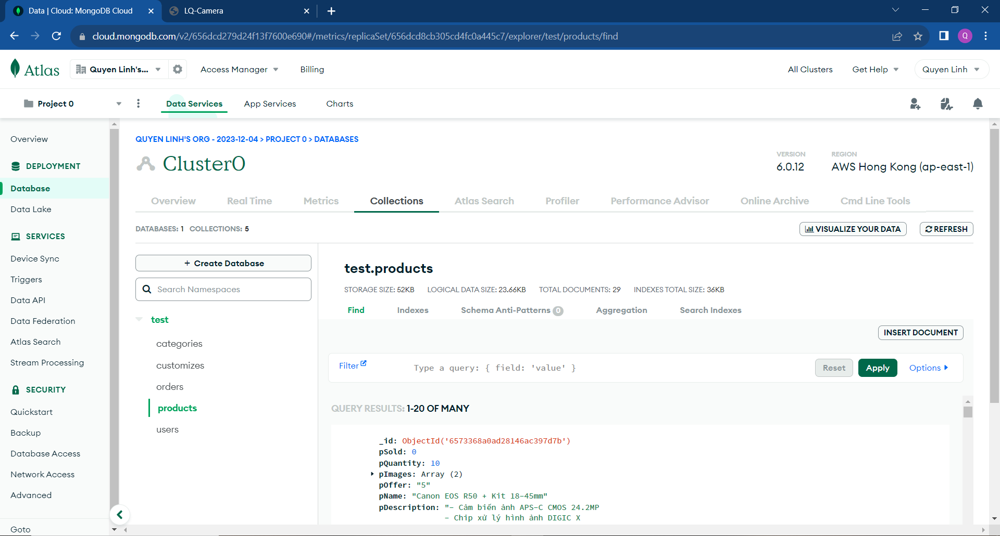 Data | Cloud: MongoDB Cloud
LQ-Camera
cloud.mongodb.com/v2/656dcd279d24f13f7600e690#/metrics/replicaSet/656dcd8cb305cd4fc0a445c7/explorer/test/products/find
Q
Atlas
Quyen Linh's...
Access Manager
Billing
All Clusters
Get Help
Quyen Linh
Project 0
Data Services
App Services
Charts
Overview
DEPLOYMENT
Database
Data Lake
SERVICES
Device Sync
Triggers
Data API
Data Federation
Atlas Search
Stream Processing
SECURITY
Quickstart
Backup
Database Access
Network Access
Advanced
Goto
QUYEN LINH'S ORG - 2023-12-04 > PROJECT 0 > DATABASES
Cluster0
VERSION
6.0.12
REGION
AWS Hong Kong (ap-east-1)
Overview
Real Time
Metrics
Collections
Atlas Search
Profiler
Performance Advisor
Online Archive
Cmd Line Tools
DATABASES: 1 COLLECTIONS: 5
VISUALIZE YOUR DATA
REFRESH
+ Create Database
Search Namespaces
test
categories
customizes
orders
products
users
test.products
STORAGE SIZE: 52KB
LOGICAL DATA SIZE: 23.66KB
TOTAL DOCUMENTS: 29
INDEXES TOTAL SIZE: 36KB
Find
Indexes
Schema Anti-Patterns 0
Aggregation
Search Indexes
INSERT DOCUMENT
Filter
Type a query: { field: 'value' }
Reset
Apply
Options
QUERY RESULTS: 1-20 OF MANY
_id: ObjectId('6573368a0ad28146ac397d7b')
pSold: 0
pQuantity: 10
pImages: Array (2)
pOffer: "5"
pName: "Canon EOS R50 + Kit 18-45mm"
pDescription: "- Cảm biến ảnh APS-C CMOS 24.2MP
- Chip xử lý hình ảnh DIGIC X